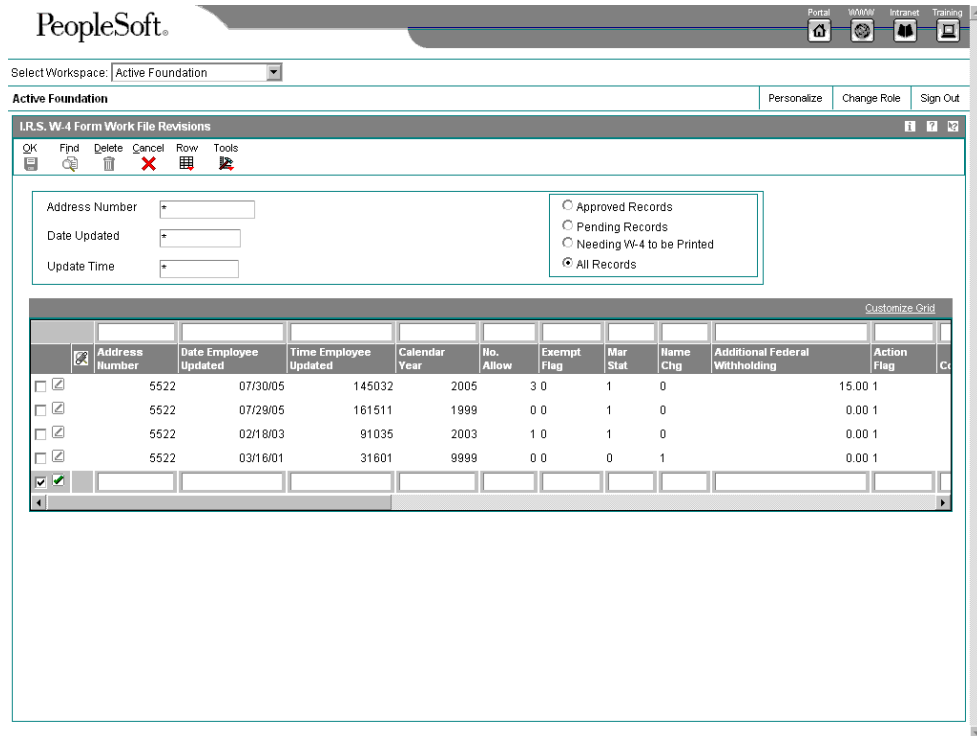 Portal WWW Intranet Training
PeopleSoft®
Select Workspace: Active Foundation
Active Foundation Personalize Change Role Sign Out
I.R.S. W-4 Form Work File Revisions
OK Find Delete Cancel Row Tools
Address Number *
Date Updated *
Update Time *
Approved Records
Pending Records
Needing W-4 to be Printed
All Records
Customize Grid
Address Number Date Employee Updated Time Employee Updated Calendar Year No. Allow Exempt Flag Mar Stat Name Chg Additional Federal Withholding Action Flag Co
5522 07/30/05 145032 2005 3 0 1 0 15.00 1
5522 07/29/05 161511 1999 0 0 1 0 0.00 1
5522 02/18/03 91035 2003 1 0 1 0 0.00 1
5522 03/16/01 31601 9999 0 0 0 1 0.00 1